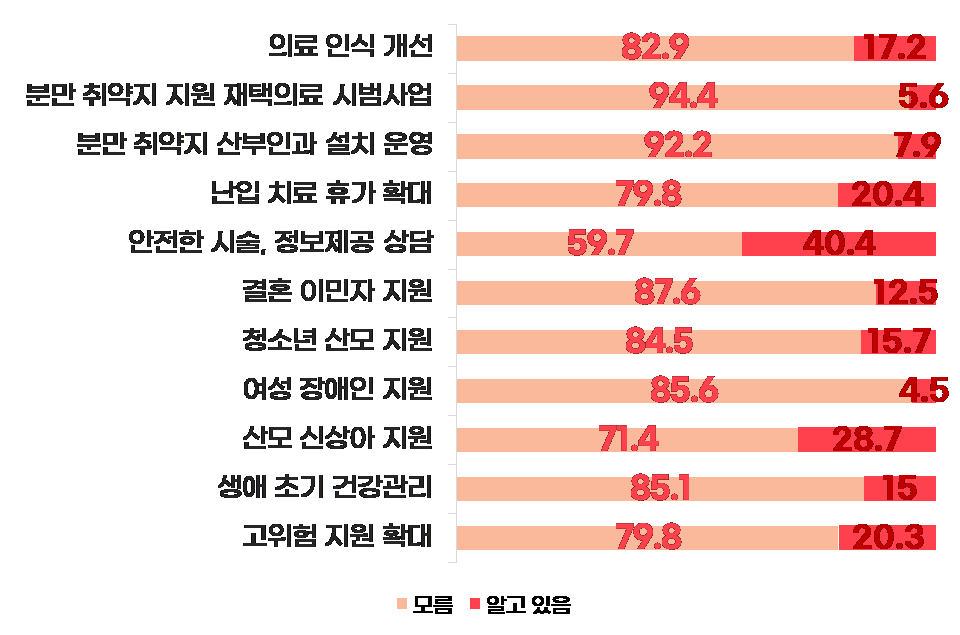 의료 인식 개선 82.9 17.2
분만 취약지 지원 재택의료 시범사업 94.4 5.6
분만 취약지 산부인과 설치 운영 92.2 7.9
난입 치료 휴가 확대 79.8 20.4
안전한 시술, 정보제공 상담 59.7 40.4
결혼 이민자 지원 87.6 12.5
청소년 산모 지원 84.5 15.7
여성 장애인 지원 85.6 4.5
산모 신상아 지원 71.4 28.7
생애 초기 건강관리 85.1 15
고위험 지원 확대 79.8 20.3
모름 알고 있음